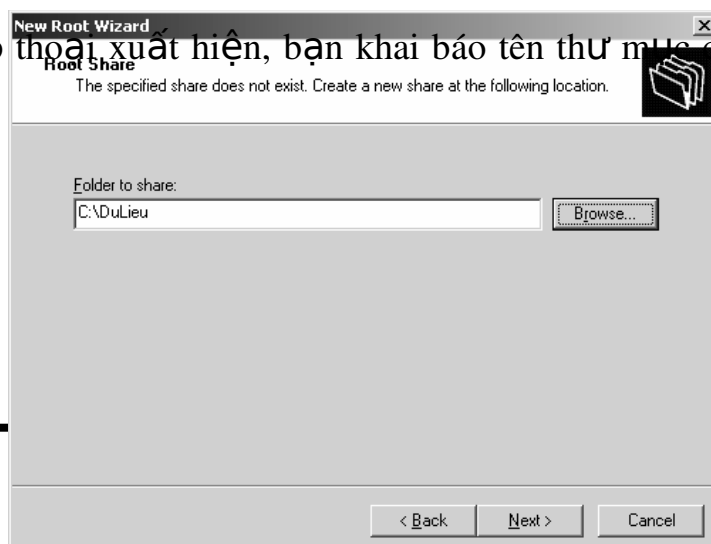 New Root Wizard
thoại xuất hiện, bạn khai báo tên thư mục
Root Share
The specified share does not exist. Create a new share at the following location.
Folder to share:
C:\DuLieu
Browse...
< Back Next > Cancel